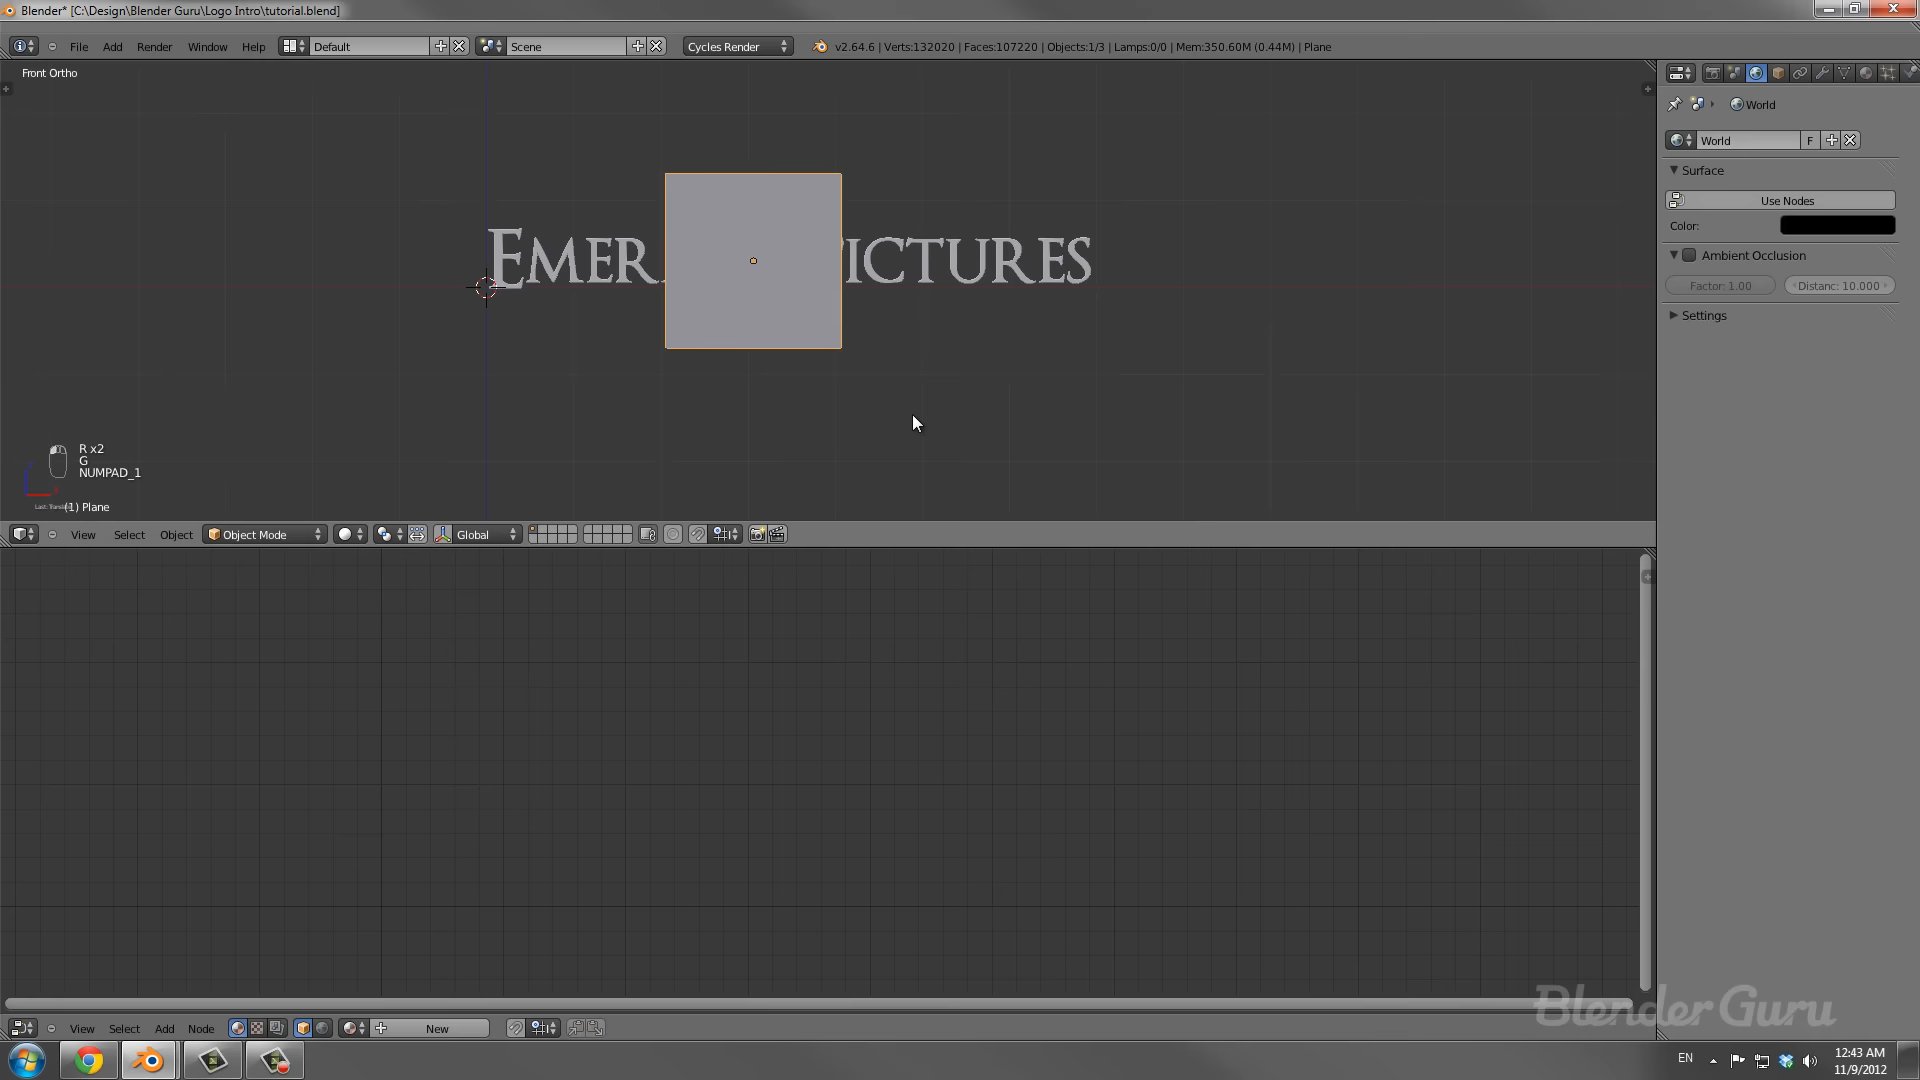 Blender* [C:\Design\Blender Guru\Logo Intro\tutorial.blend]
File Add Render Window Help Default Scene Cycles Render v2.64.6 | Verts:132020 | Faces:107220 | Objects:1/3 | Lamps:0/0 | Mem:350.60M (0.44M) | Plane
Front Ortho
World
World F
Surface
Use Nodes
Color:
Ambient Occlusion
Factor: 1.00 Distanc: 10.000
Settings
EMER ICTURES
R x2
G
NUMPAD_1
(1) Plane
View Select Object Object Mode Global
View Select Add Node New
BlenderGuru
EN
12:43 AM
11/9/2012